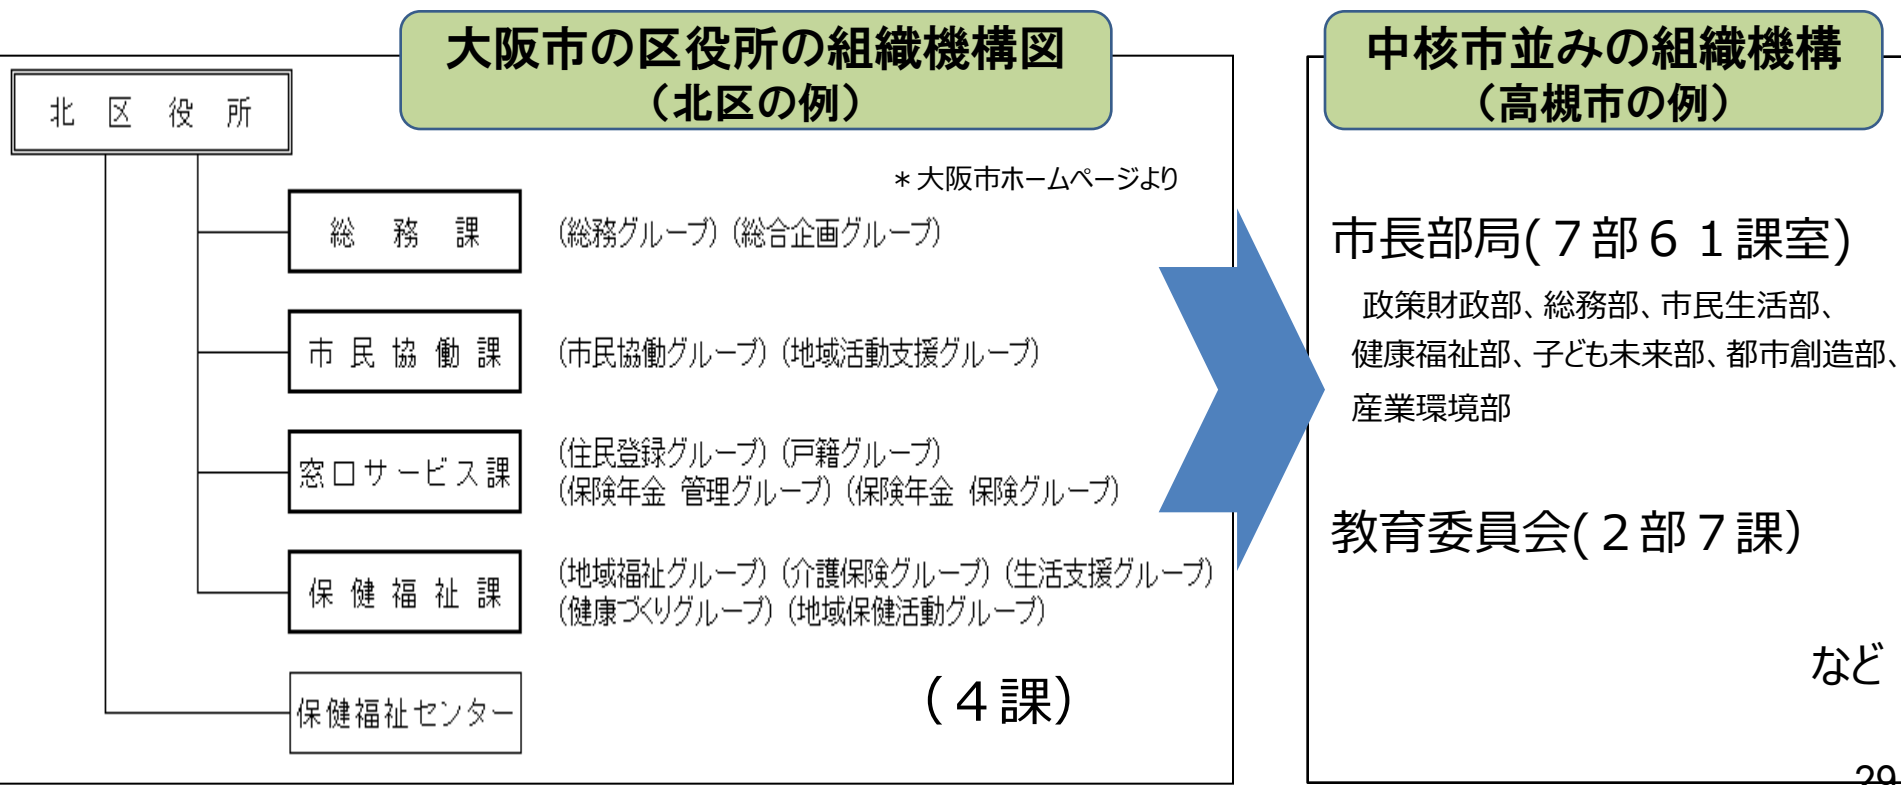 大阪市の区役所の組織機構図
（北区の例）
北区役所
＊大阪市ホームページより
総務課
(総務グループ) (総合企画グループ)
市民協働課
(市民協働グループ) (地域活動支援グループ)
窓口サービス課
(住民登録グループ) (戸籍グループ)
(保険年金 管理グループ) (保険年金 保険グループ)
保健福祉課
(地域福祉グループ) (介護保険グループ) (生活支援グループ)
(健康づくりグループ) (地域保健活動グループ)
保健福祉センター
（４課）
中核市並みの組織機構
（高槻市の例）
市長部局(７部６１課室)
政策財政部、総務部、市民生活部、
健康福祉部、子ども未来部、都市創造部、
産業環境部
教育委員会(２部７課）
など
29